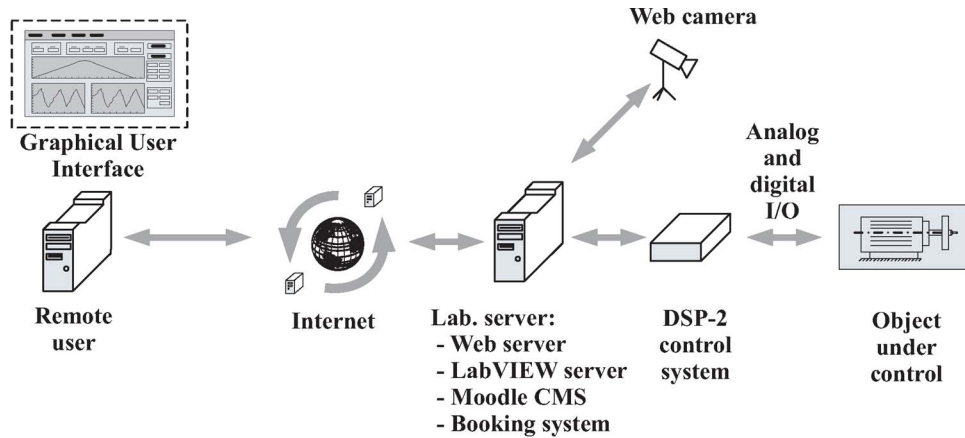 Web camera
Graphical User
Interface
Analog
and
digital
I/O
Remote
user
Internet
Lab. server:
- Web server
- LabVIEW server
- Moodle CMS
- Booking system
DSP-2
control
system
Object
under
control